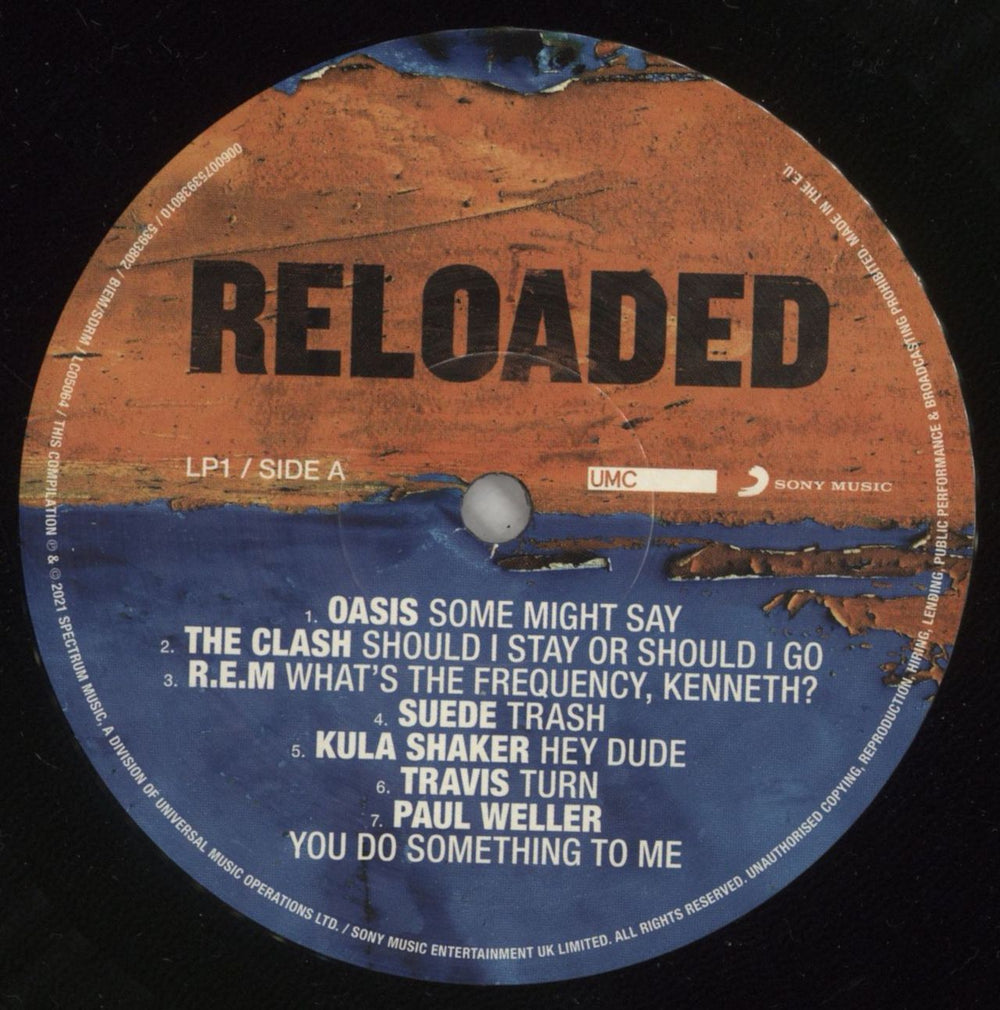 RELOADED
LP1 / SIDE A
UMC
SONY MUSIC
1. OASIS SOME MIGHT SAY
2. THE CLASH SHOULD I STAY OR SHOULD I GO
3. R.E.M WHAT'S THE FREQUENCY, KENNETH?
4. SUEDE TRASH
5. KULA SHAKER HEY DUDE
6. TRAVIS TURN
7. PAUL WELLER
YOU DO SOMETHING TO ME
00600753938010 / 5393802 / BIEM/SDRM / LC05064 / THIS COMPILATION ℗ & © 2021 SPECTRUM MUSIC, A DIVISION OF UNIVERSAL MUSIC OPERATIONS LTD. / SONY MUSIC ENTERTAINMENT UK LIMITED. ALL RIGHTS RESERVED. UNAUTHORISED COPYING, REPRODUCTION, HIRING, LENDING, PUBLIC PERFORMANCE & BROADCASTING PROHIBITED. MADE IN THE E.U.